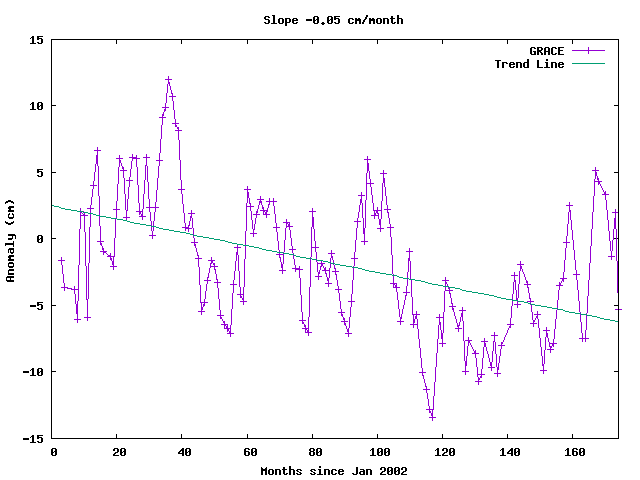 Slope -0.05 cm/month
GRACE
Trend Line
15
10
5
0
-5
-10
-15
Anomaly (cm)
0 20 40 60 80 100 120 140 160
Months since Jan 2002